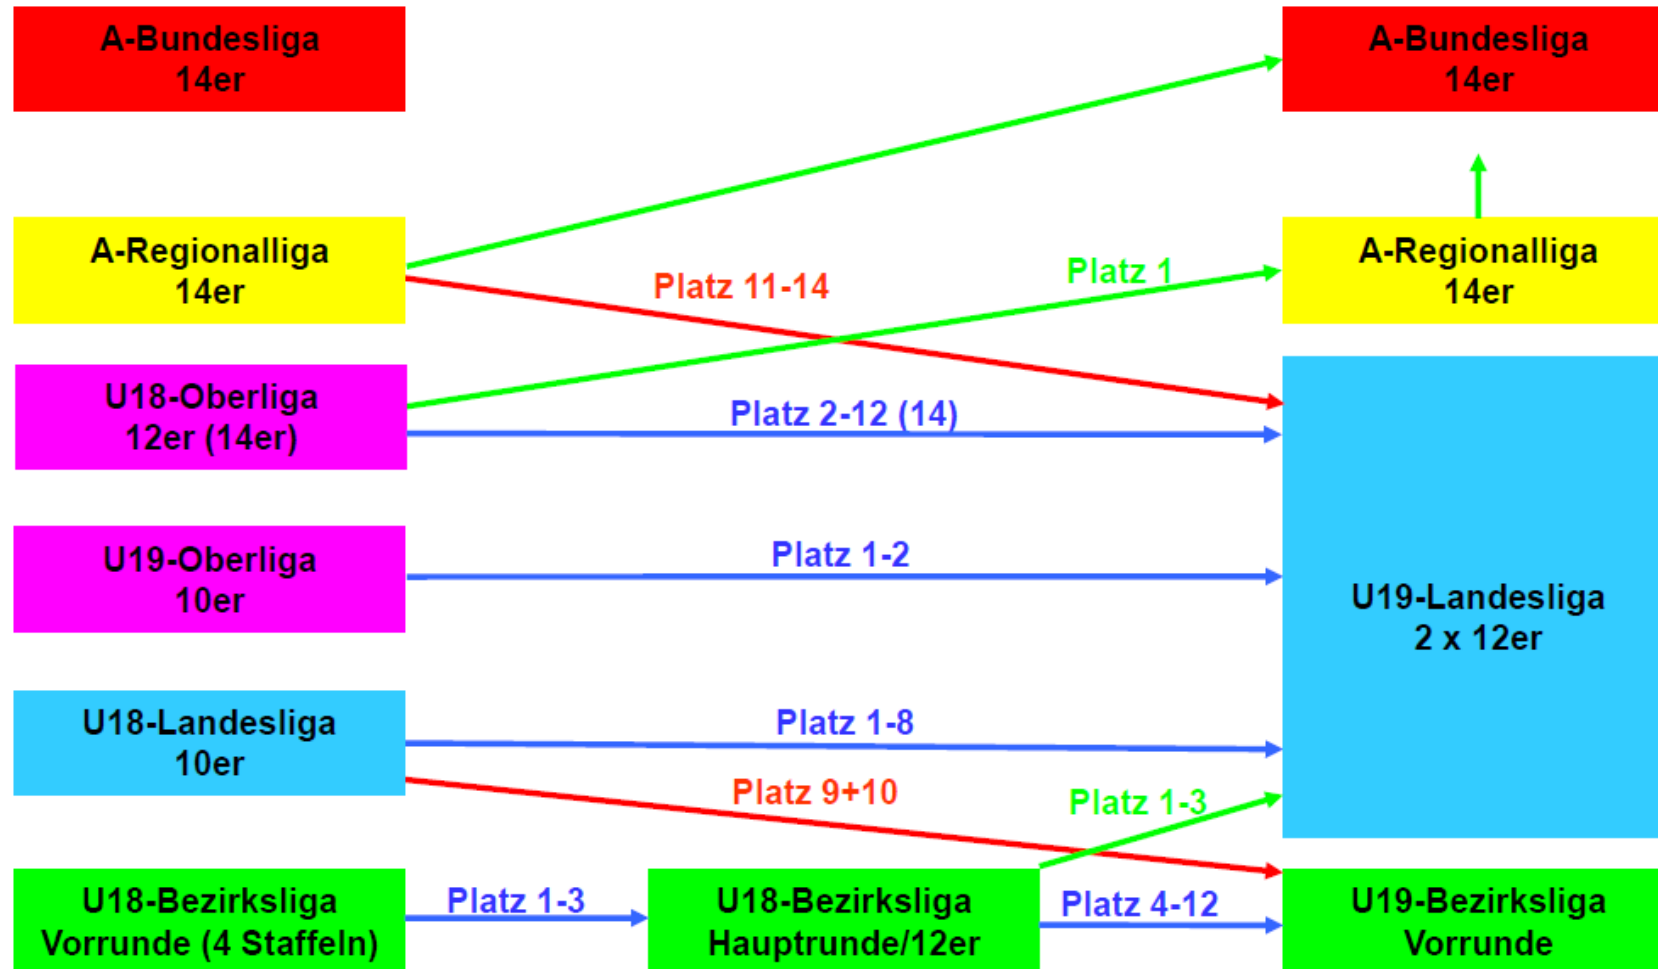 A-Bundesliga
14er
A-Bundesliga
14er
A-Regionalliga
14er
Platz 11-14
Platz 1
A-Regionalliga
14er
U18-Oberliga
12er (14er)
Platz 2-12 (14)
U19-Oberliga
10er
Platz 1-2
U19-Landesliga
2 x 12er
U18-Landesliga
10er
Platz 1-8
Platz 9+10
Platz 1-3
U18-Bezirksliga
Vorrunde (4 Staffeln)
Platz 1-3
U18-Bezirksliga
Hauptrunde/12er
Platz 4-12
U19-Bezirksliga
Vorrunde